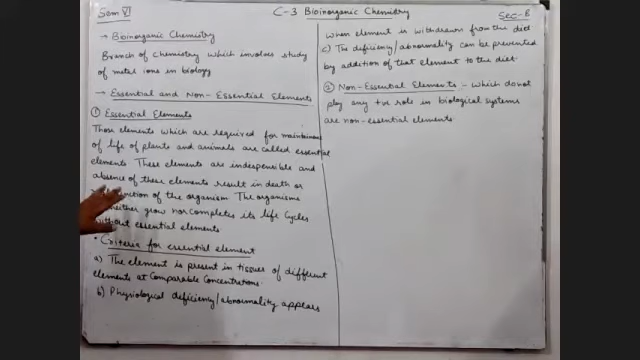 Sem VI
C-3 Bioinorganic Chemistry
Sec-B
→ Bioinorganic Chemistry
Branch of chemistry which involves study
of metal ions in biology
→ Essential and Non-Essential Elements
① Essential Elements
Those elements which are required for maintainance
of life of plants and animals are called essential
elements. These elements are indespensible and
absence of these elements result in death or
of the organism. The organisms
neither grow nor completes its life cycles
without essential elements
• Criteria for essential element
a) The element is present in tissues of different
elements at comparable concentrations.
b) Physiological deficiency/abnormality appears
when element is withdrawn from the diet
c) The deficiency/abnormality can be prevented
by addition of that element to the diet.
② Non-Essential Elements - which do not
play any +ve role in biological systems
are non-essential elements